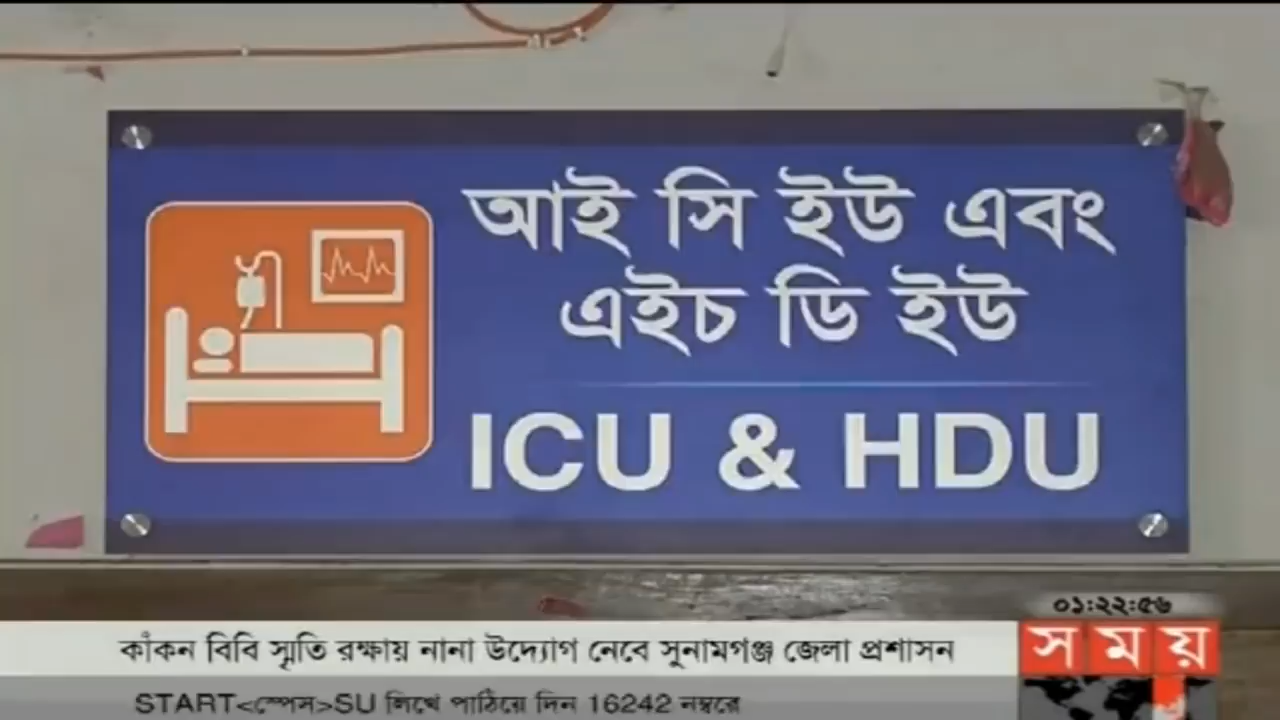 আই সি ইউ এবং
এইচ ডি ইউ
ICU & HDU
০১:২২:৫৬
কাঁকন বিবি স্মৃতি রক্ষায় নানা উদ্যোগ নেবে সুনামগঞ্জ জেলা প্রশাসন
সময়
START<স্পেস>SU লিখে পাঠিয়ে দিন 16242 নম্বরে